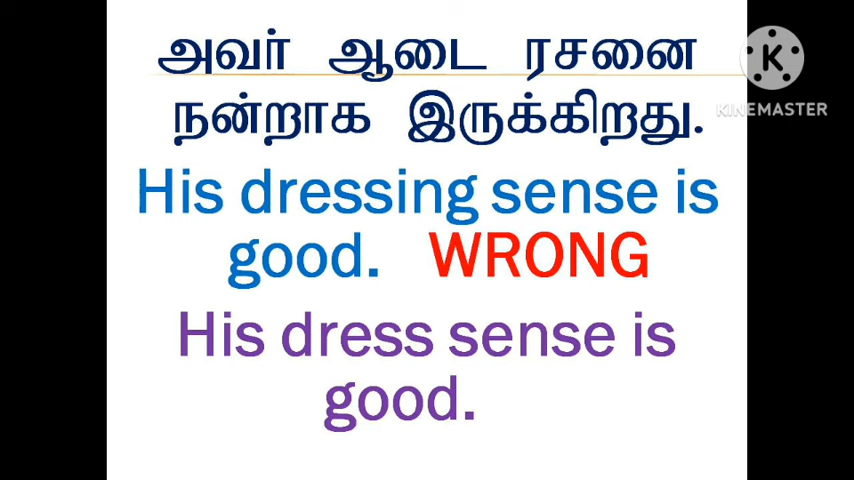 அவர் ஆடை ரசனை
நன்றாக இருக்கிறது.
His dressing sense is
good. WRONG
His dress sense is
good.
K
KINEMASTER